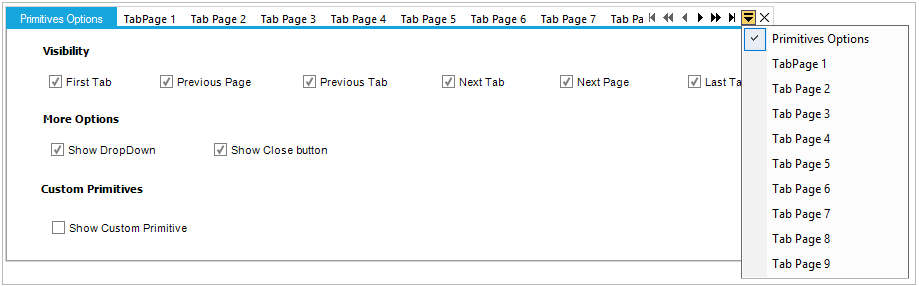 Primitives Options TabPage 1 Tab Page 2 Tab Page 3 Tab Page 4 Tab Page 5 Tab Page 6 Tab Page 7 Tab Pa
Visibility
First Tab Previous Page Previous Tab Next Tab Next Page Last Ta
More Options
Show DropDown Show Close button
Custom Primitives
Show Custom Primitive
Primitives Options
TabPage 1
Tab Page 2
Tab Page 3
Tab Page 4
Tab Page 5
Tab Page 6
Tab Page 7
Tab Page 8
Tab Page 9